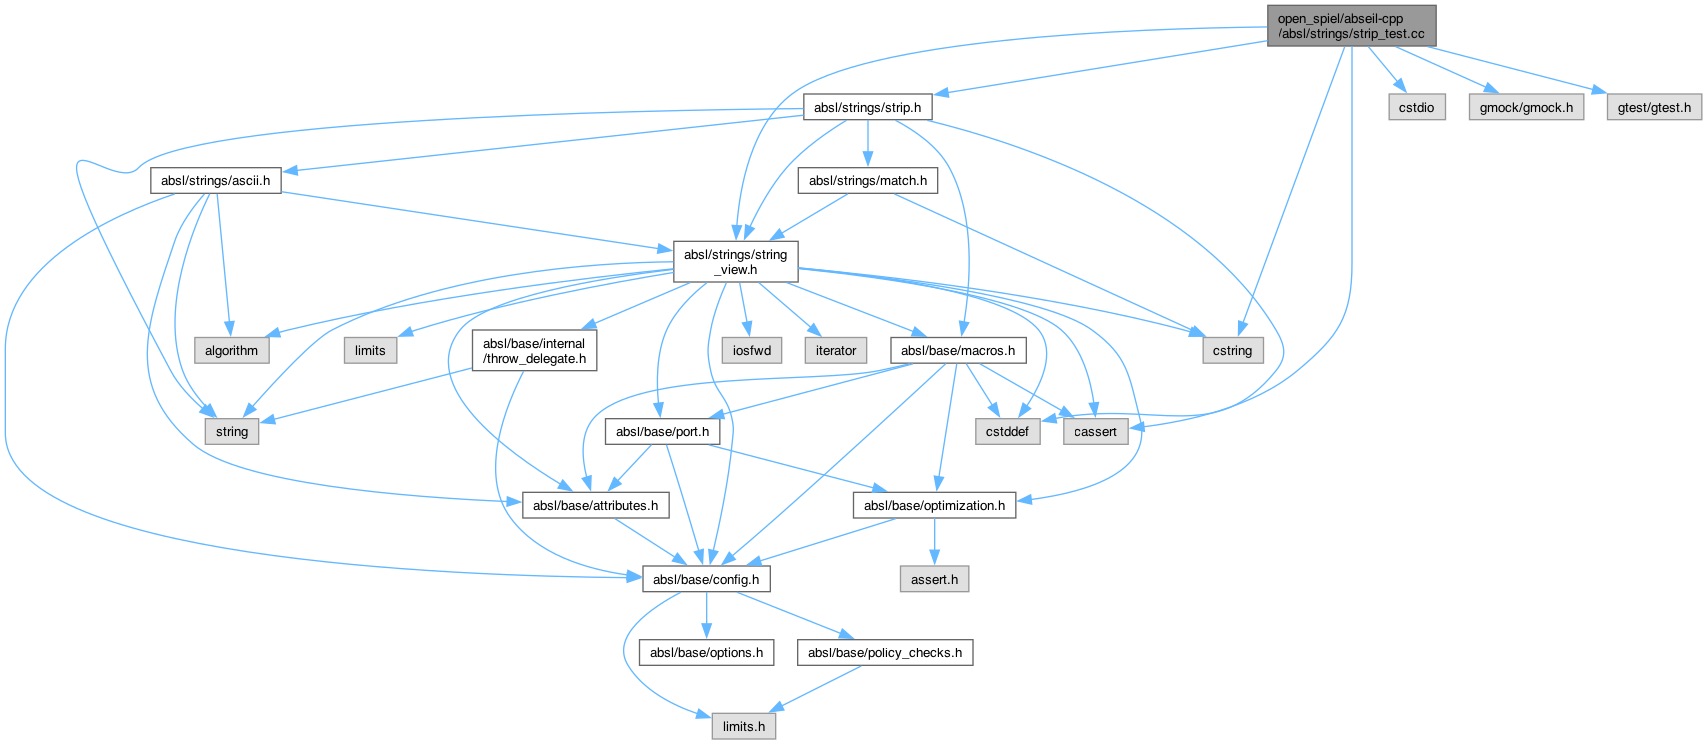 open_spiel/abseil-cpp
/absl/strings/strip_test.cc
absl/strings/strip.h
cstdio
gmock/gmock.h
gtest/gtest.h
absl/strings/ascii.h
absl/strings/match.h
absl/strings/string
_view.h
algorithm
limits
absl/base/internal
/throw_delegate.h
iosfwd
iterator
absl/base/macros.h
cstring
string
absl/base/port.h
cstddef
cassert
absl/base/attributes.h
absl/base/optimization.h
absl/base/config.h
assert.h
absl/base/options.h
absl/base/policy_checks.h
limits.h